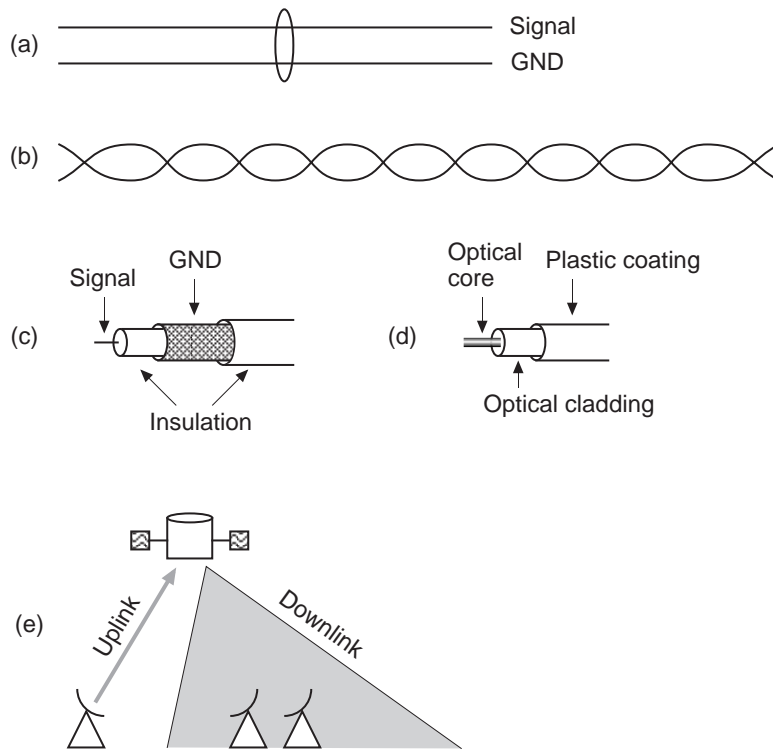 (a)
Signal
GND
(b)
(c)
Signal
GND
Insulation
(d)
Optical
core
Plastic coating
Optical cladding
(e)
Uplink
Downlink